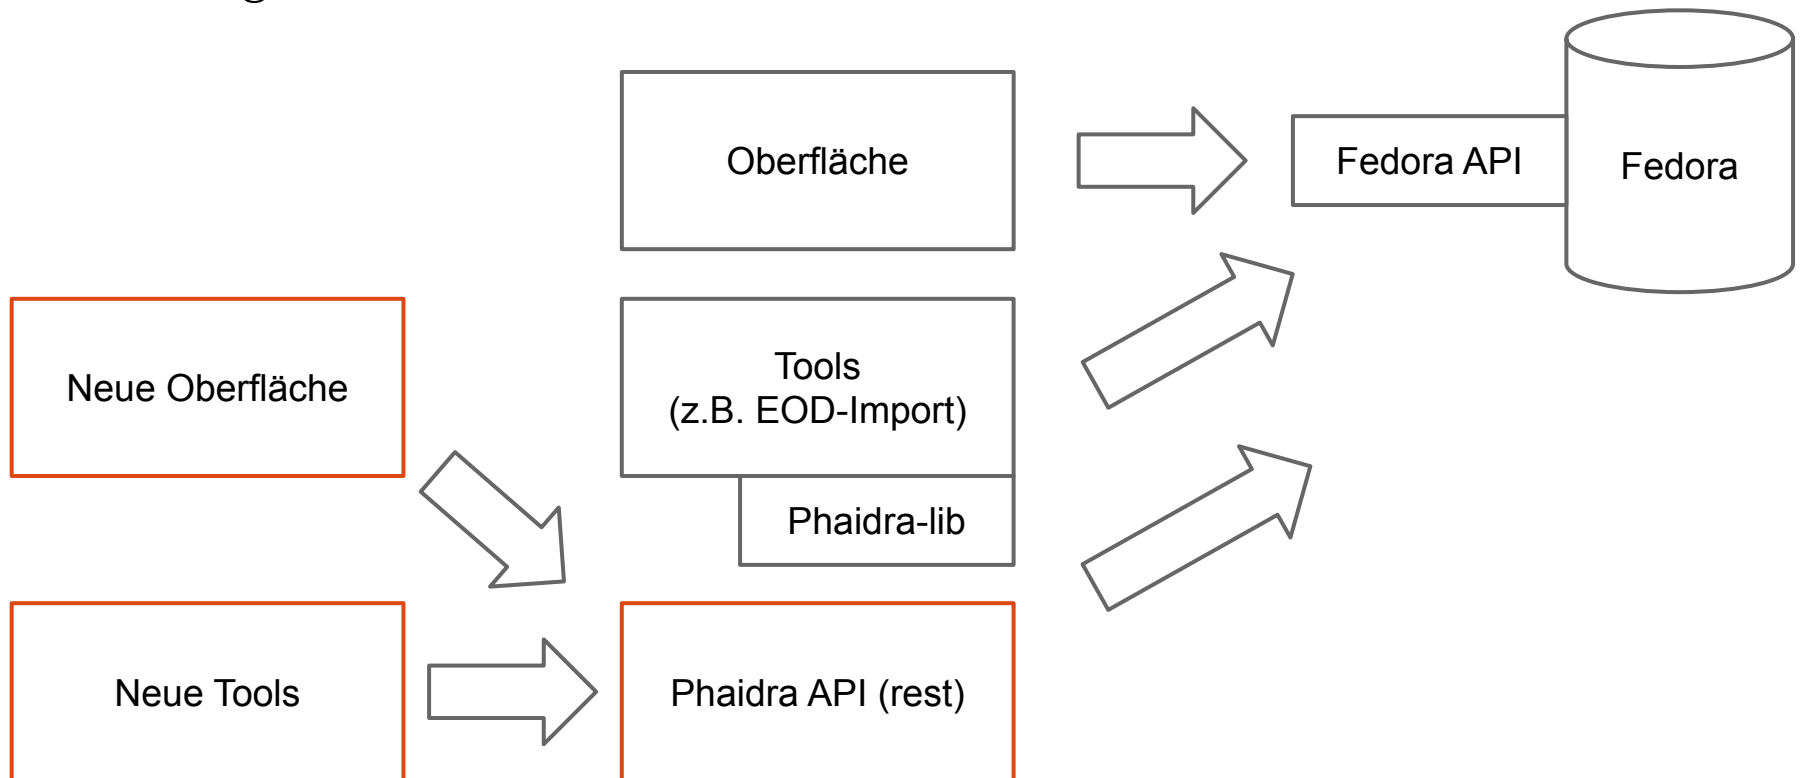 Oberfläche
Fedora API
Fedora
Neue Oberfläche
Tools
(z.B. EOD-Import)
Phaidra-lib
Neue Tools
Phaidra API (rest)